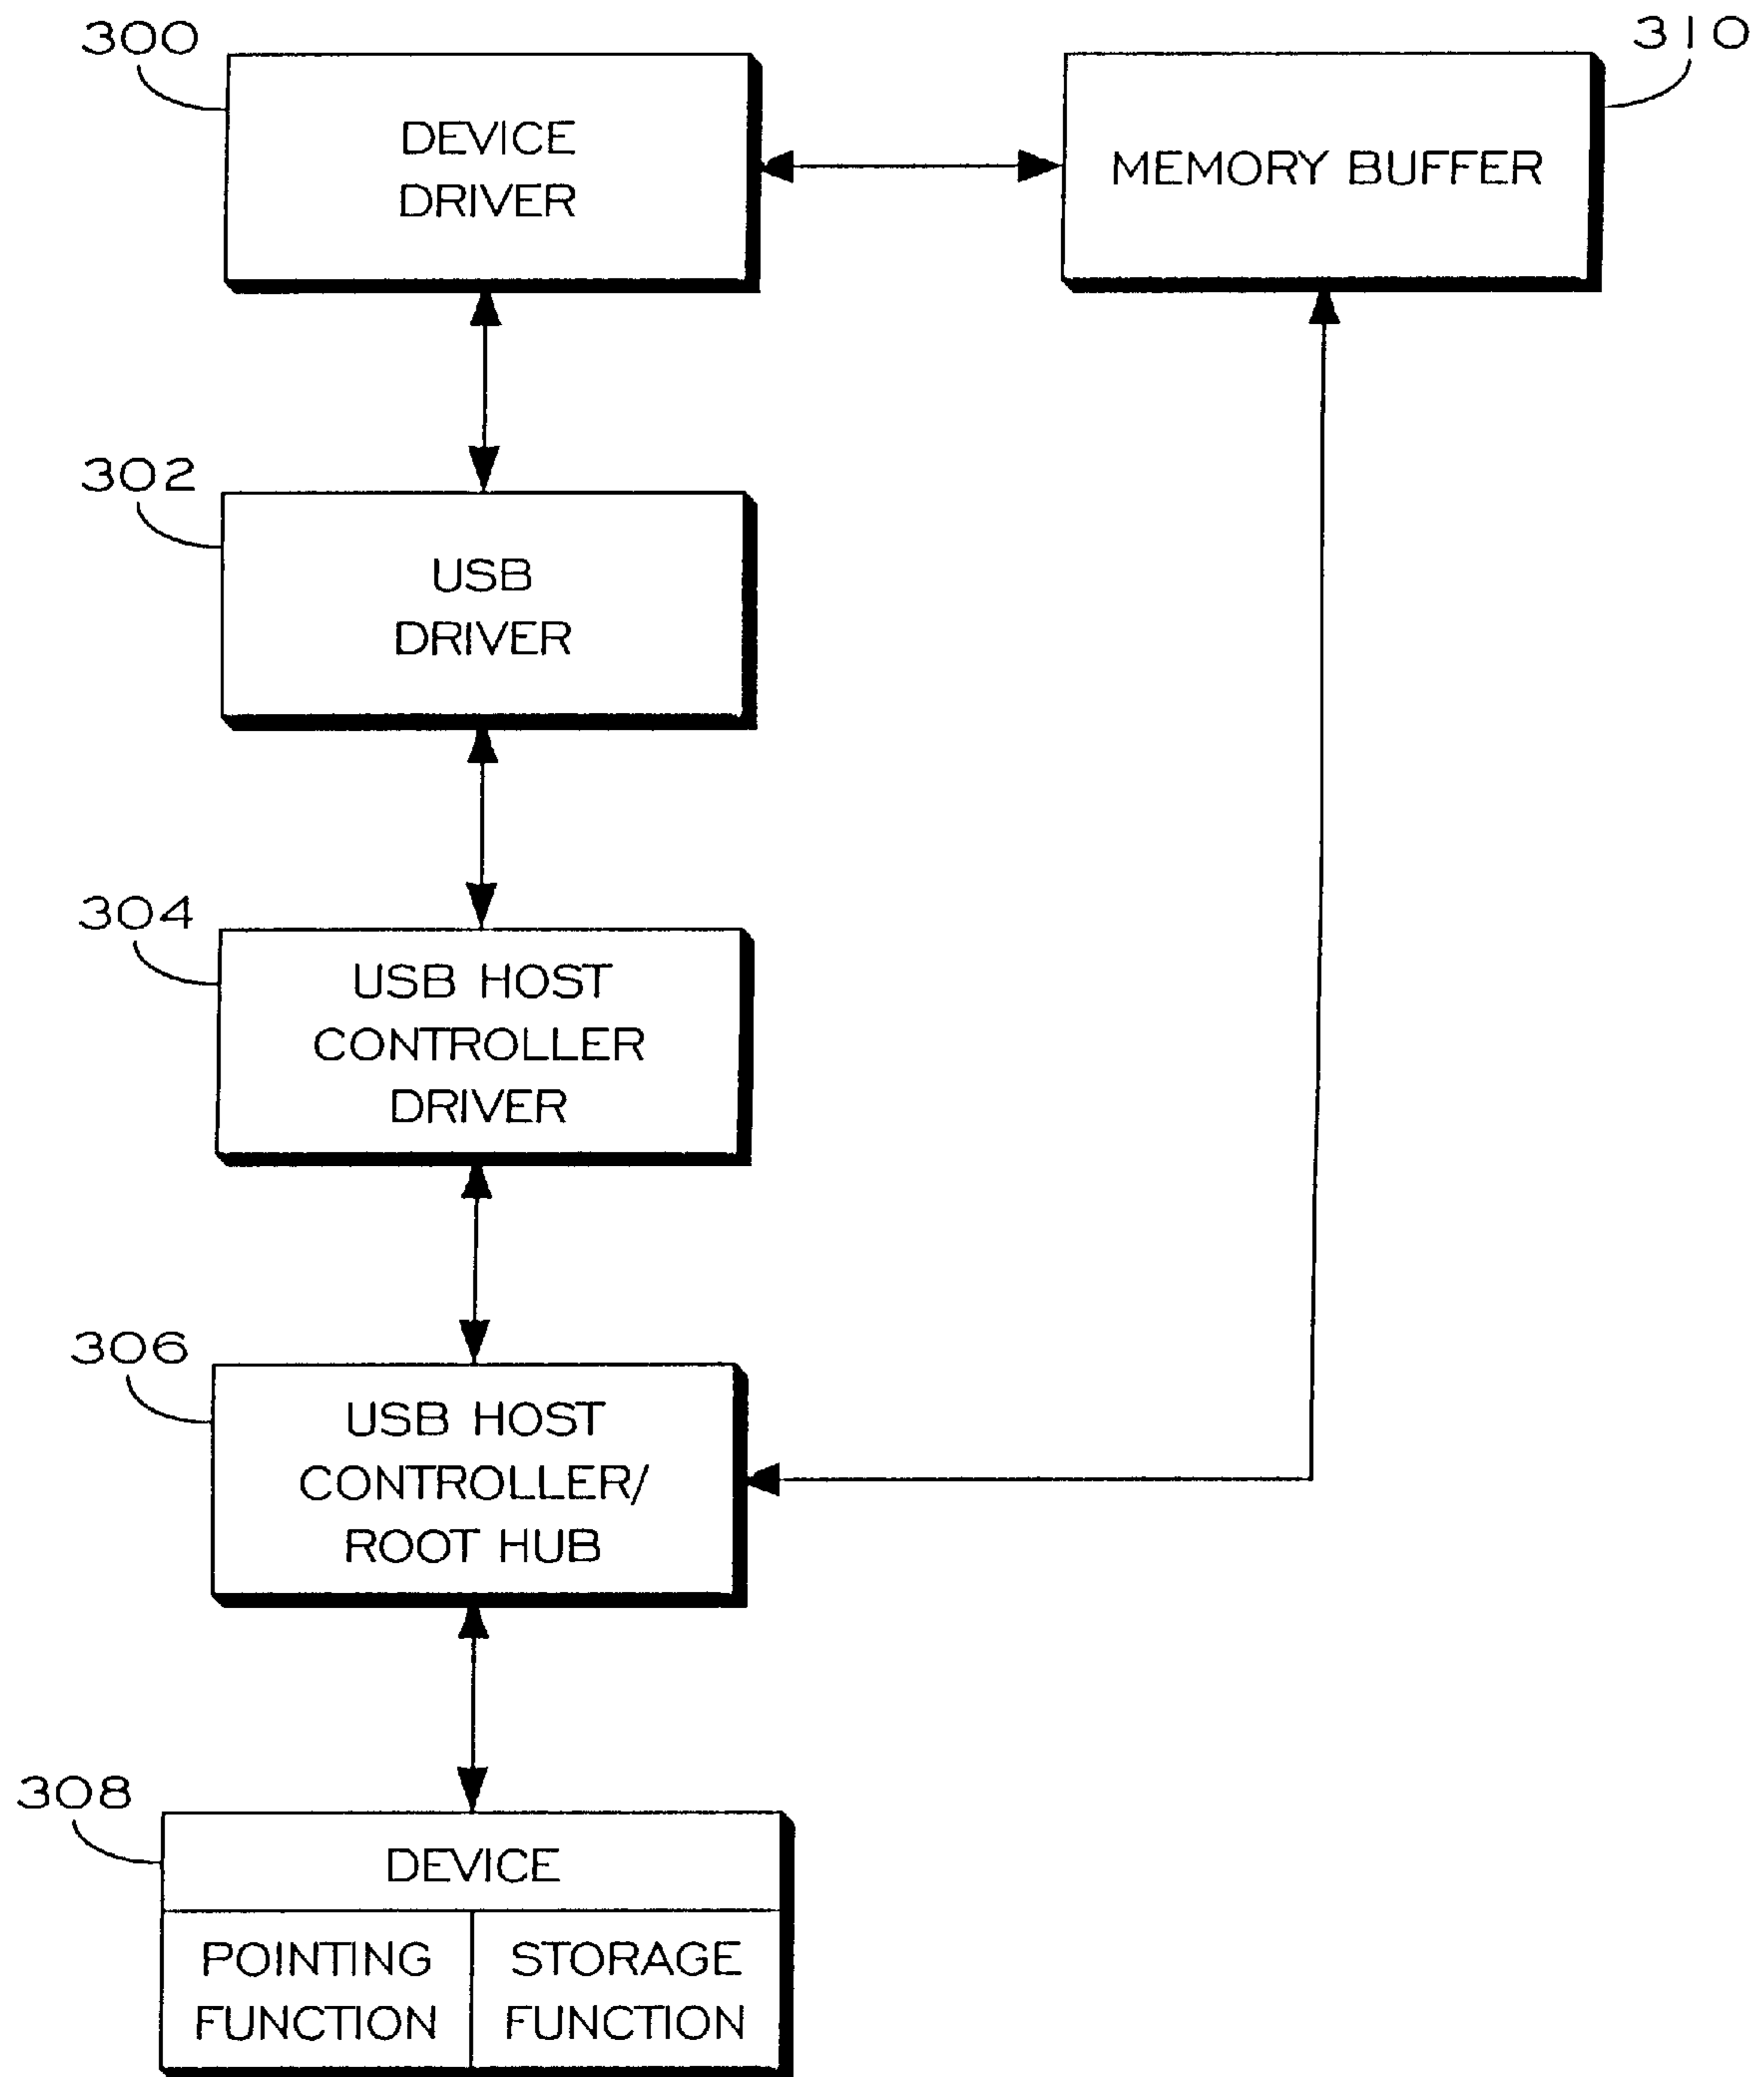 300
310
DEVICE
DRIVER
MEMORY BUFFER
302
USB
DRIVER
304
USB HOST
CONTROLLER
DRIVER
306
USB HOST
CONTROLLER/
ROOT HUB
308
DEVICE
POINTING
FUNCTION
STORAGE
FUNCTION